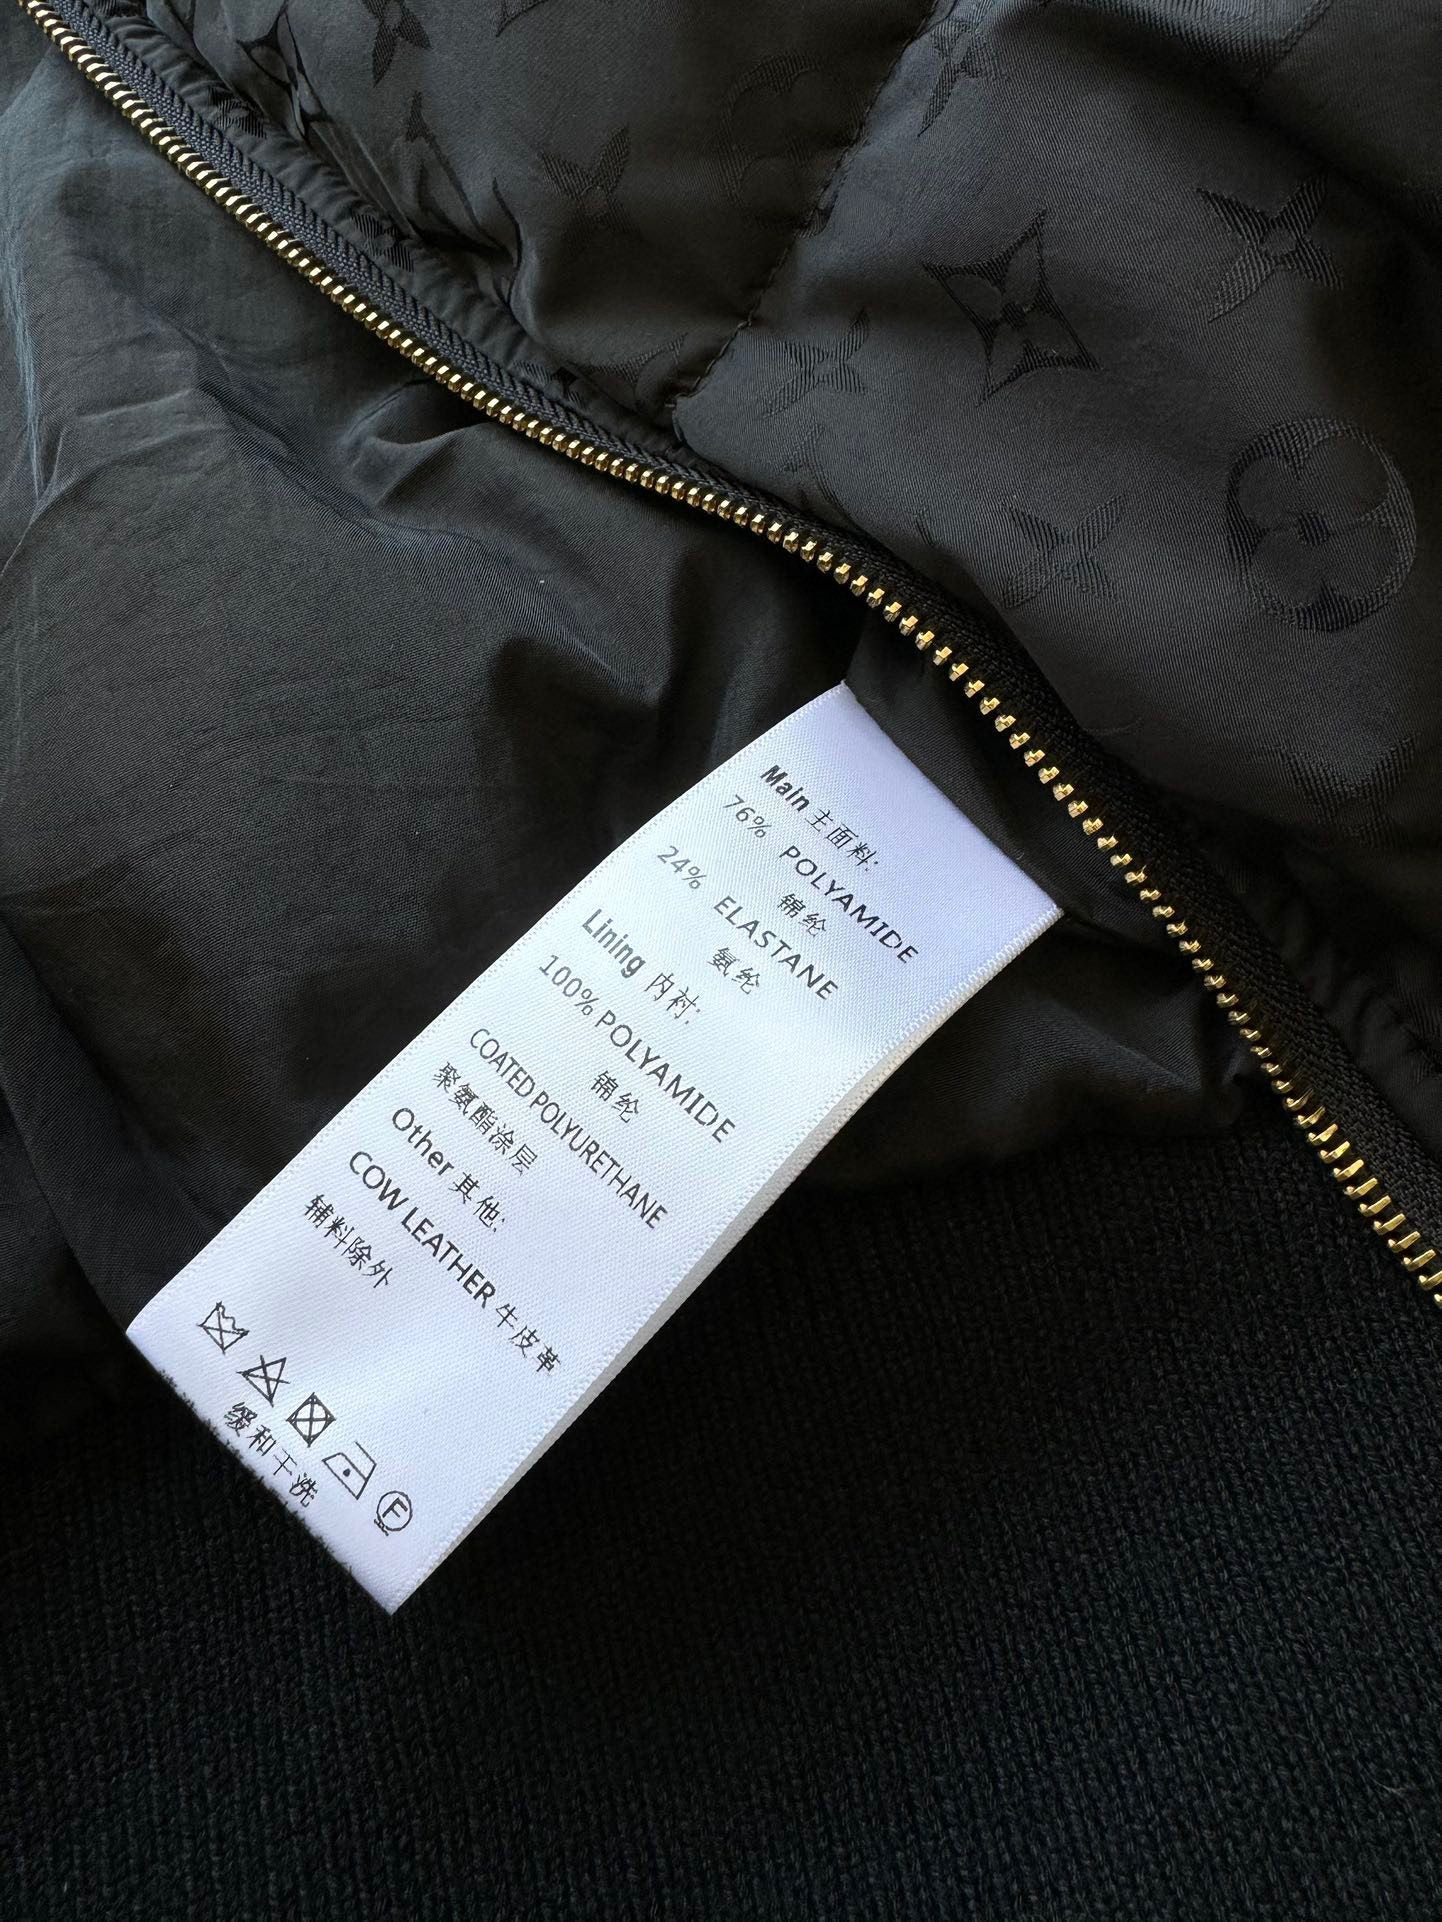 Main 主面料:
76% POLYAMIDE
锦纶
24% ELASTANE
氨纶
Lining 内衬:
100% POLYAMIDE
锦纶
COATED POLYURETHANE
聚氨酯涂层
Other 其他:
COW LEATHER 牛皮革
辅料除外
F
缓和干洗